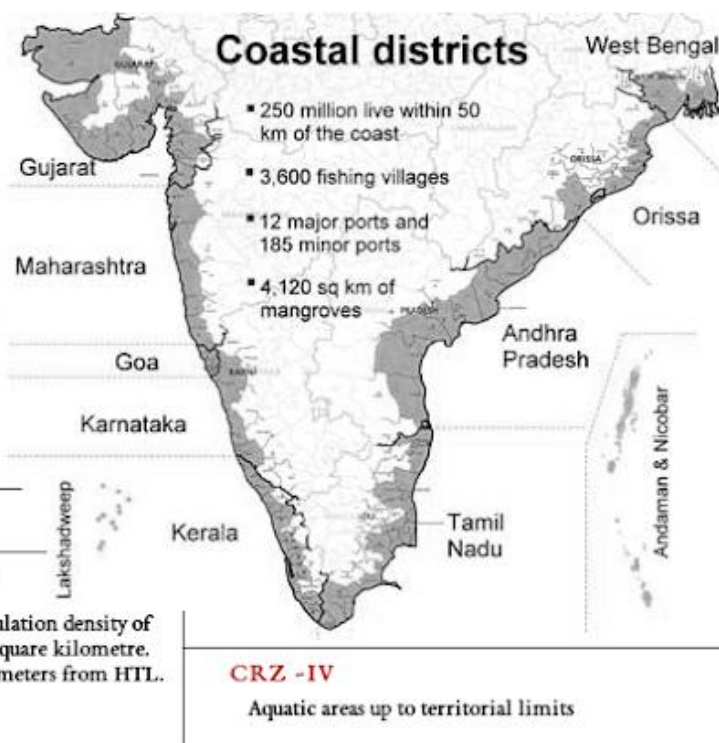 Coastal districts
West Bengal
GUJARAT
▪ 250 million live within 50
km of the coast
▪ 3,600 fishing villages
▪ 12 major ports and
185 minor ports
▪ 4,120 sq km of
mangroves
Gujarat
ORISSA
Orissa
Maharashtra
PRADESH
Andhra
Pradesh
Goa
Karnataka
Andaman & Nicobar
Lakshadweep
Kerala
Tamil
Nadu
ulation density of
quare kilometre.
meters from HTL.
CRZ -IV
Aquatic areas up to territorial limits